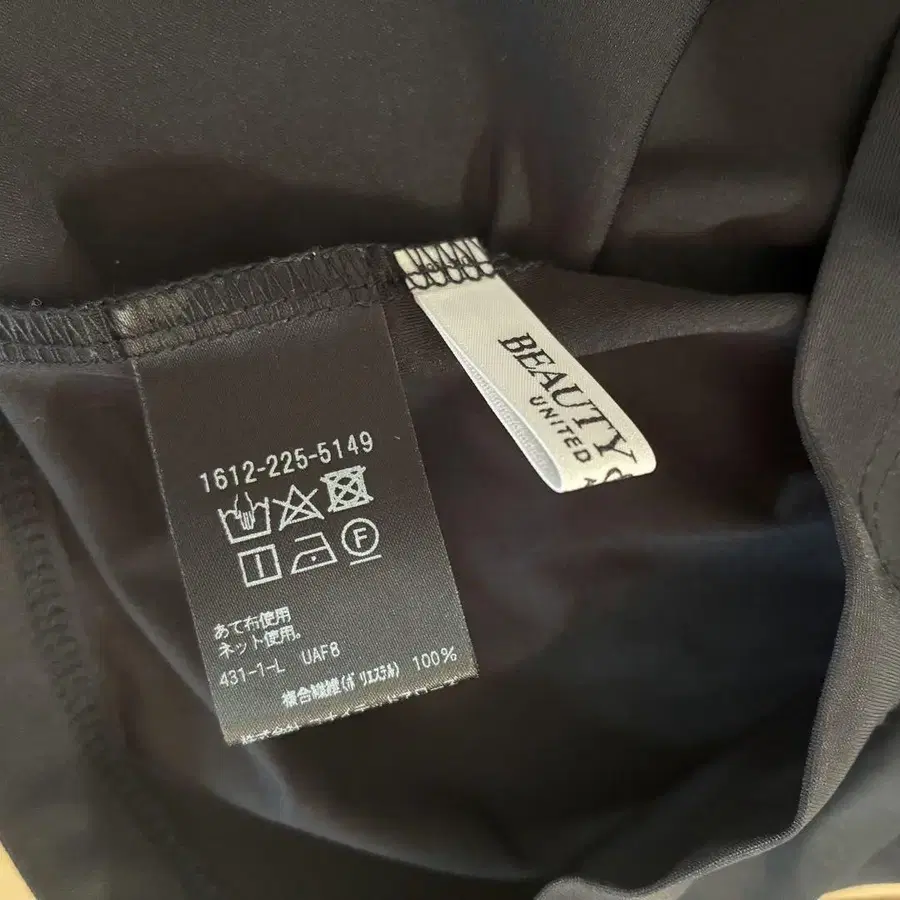 BEAUTY
UNITED
1612-225-5149
F
あて布使用
ネット使用。
431-1-L UAF8
複合繊維(ポリエステル) 100%